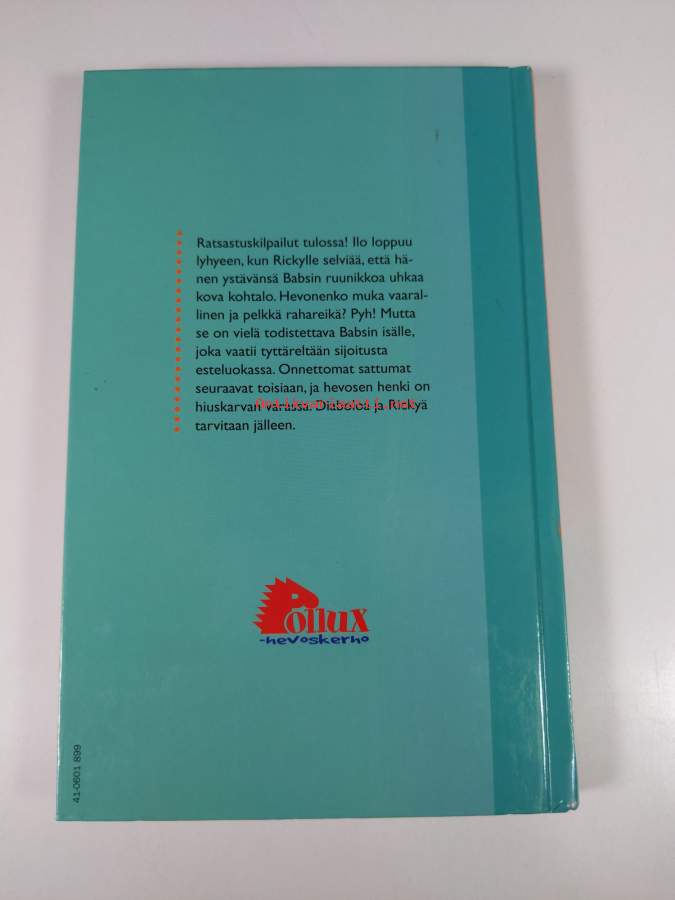 Ratsastuskilpailut tulossa! Ilo loppuu
lyhyeen, kun Rickylle selviää, että hä-
nen ystävänsä Babsin ruunikkoa uhkaa
kova kohtalo. Hevonenko muka vaaral-
linen ja pelkkä rahareikä? Pyh! Mutta
se on vielä todistettava Babsin isälle,
joka vaatii tyttäreltään sijoitusta
esteluokassa. Onnettomat sattumat
seuraavat toisiaan, ja hevosen henki on
hiuskarvan varassa. Diaboloa ja Rickyä
tarvitaan jälleen.
Pollux
-hevoskerho
41-0601 899